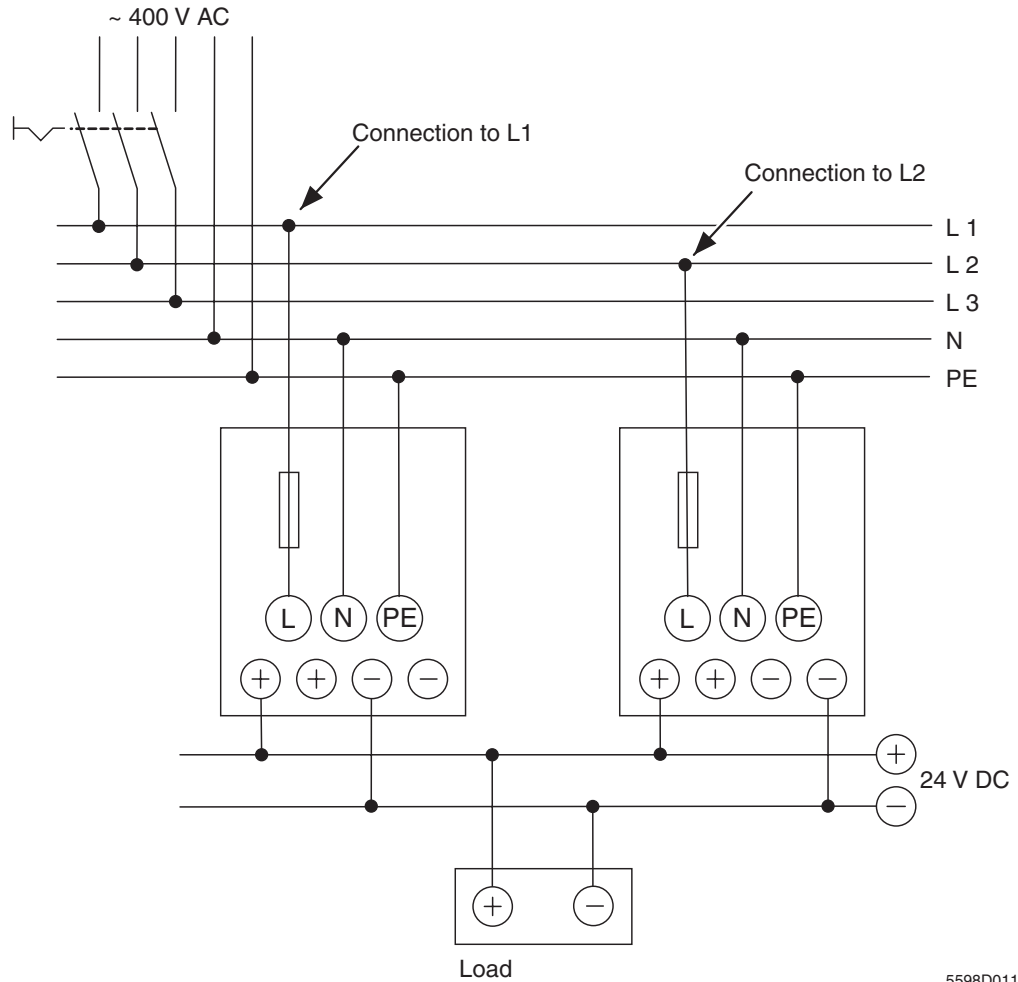 ~ 400 V AC
Connection to L1
Connection to L2
L 1
L 2
L 3
N
PE
L N PE
L N PE
+ + − −
+ + − −
+
24 V DC
−
+ −
Load
5598D011